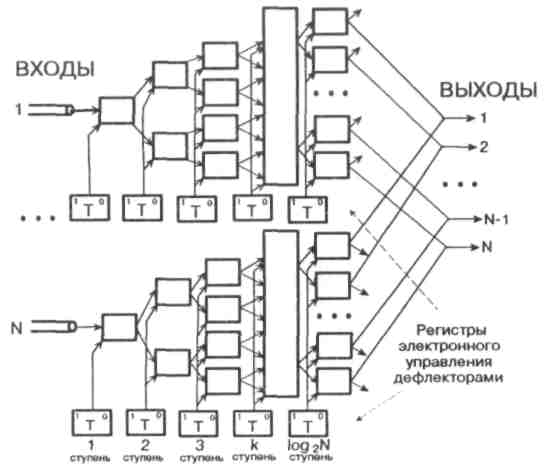 ВХОДЫ
ВЫХОДЫ
1
1
2
• • •
• • •
1 T 0
1 T 0
1 T 0
1 T 0
1 T 0
• • •
• • •
N-1
N
N
• • •
Регистры
электронного
управления
дефлекторами
1 T 0
1 T 0
1 T 0
1 T 0
1 T 0
1 2 3 k log₂N
ступень ступень ступень ступень ступень